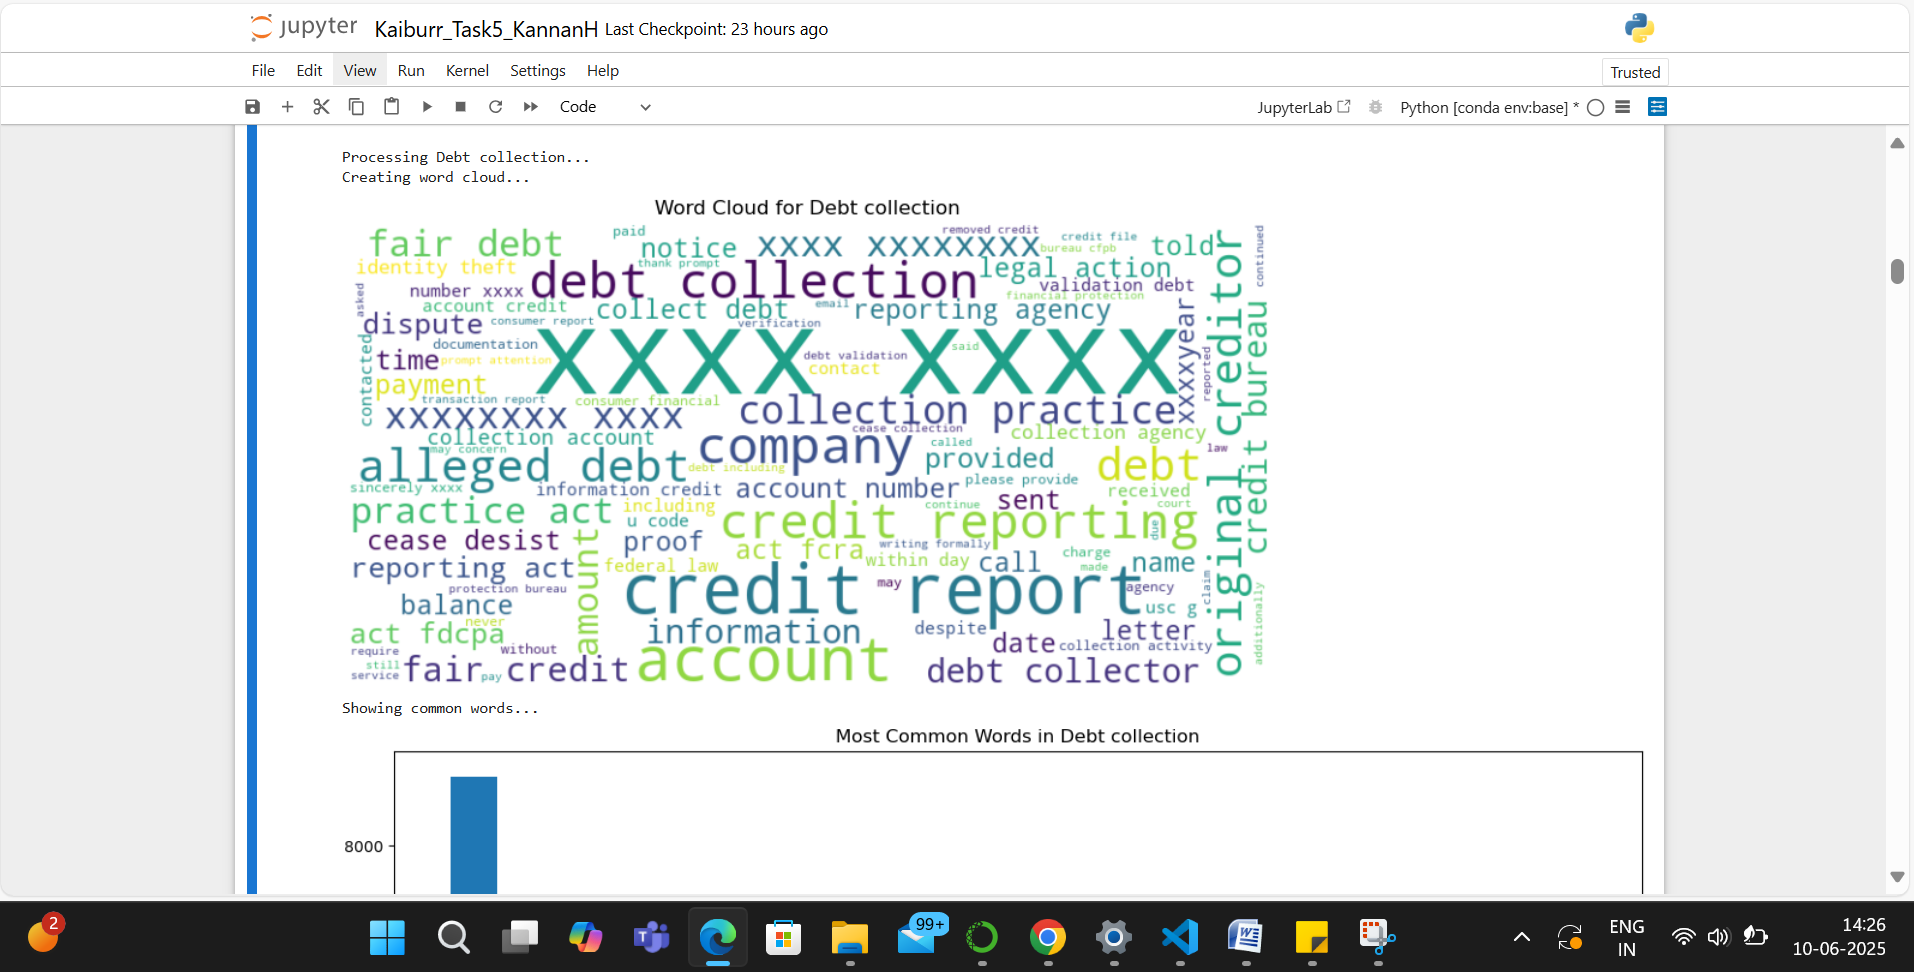 jupyter Kaiburr_Task5_KannanH Last Checkpoint: 23 hours ago
File Edit View Run Kernel Settings Help
Trusted
Code
JupyterLab
Python [conda env:base] *
Processing Debt collection...
Creating word cloud...
Word Cloud for Debt collection
fair debt
paid
notice
xxxx xxxxxxxx
removed credit
credit file
bureau cfpb
told
continued
identity theft
thank prompt
debt collection
legal action
number xxxx
validation debt
financial protection
asked
account credit
collect debt
email
reporting agency
dispute
consumer report
verification
xxxxyear
original creditor
credit bureau
contacted
documentation
time
prompt attention
xxxx xxxx
debt validation
said
contact
reported
payment
transaction report
consumer financial
xxxxxxxx xxxx
collection practice
cease collection
collection account
may concern
company
called
collection agency
law
alleged debt
debt including
provided
debt
sincerely xxxx
information credit
account number
please provide
received
sent
practice act
including
continue
court
u code
credit reporting
due
cease desist
proof
act fcra
writing formally
within day
charge
made
call
name
reporting act
amount
federal law
credit report
may
agency
claim
protection bureau
balance
usc g
additionally
never
act fdcpa
information
despite
letter
require
without
date
collection activity
still
service
fair credit
pay
account
debt collector
Showing common words...
Most Common Words in Debt collection
8000
2
99+
ENG
IN
14:26
10-06-2025